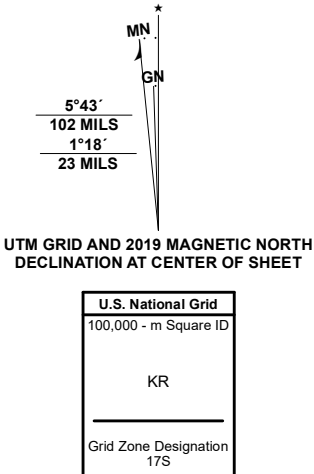 ★
MN
GN
5°43´
102 MILS
1°18´
23 MILS
UTM GRID AND 2019 MAGNETIC NORTH
DECLINATION AT CENTER OF SHEET
U.S. National Grid
100,000 - m Square ID
KR
Grid Zone Designation
17S